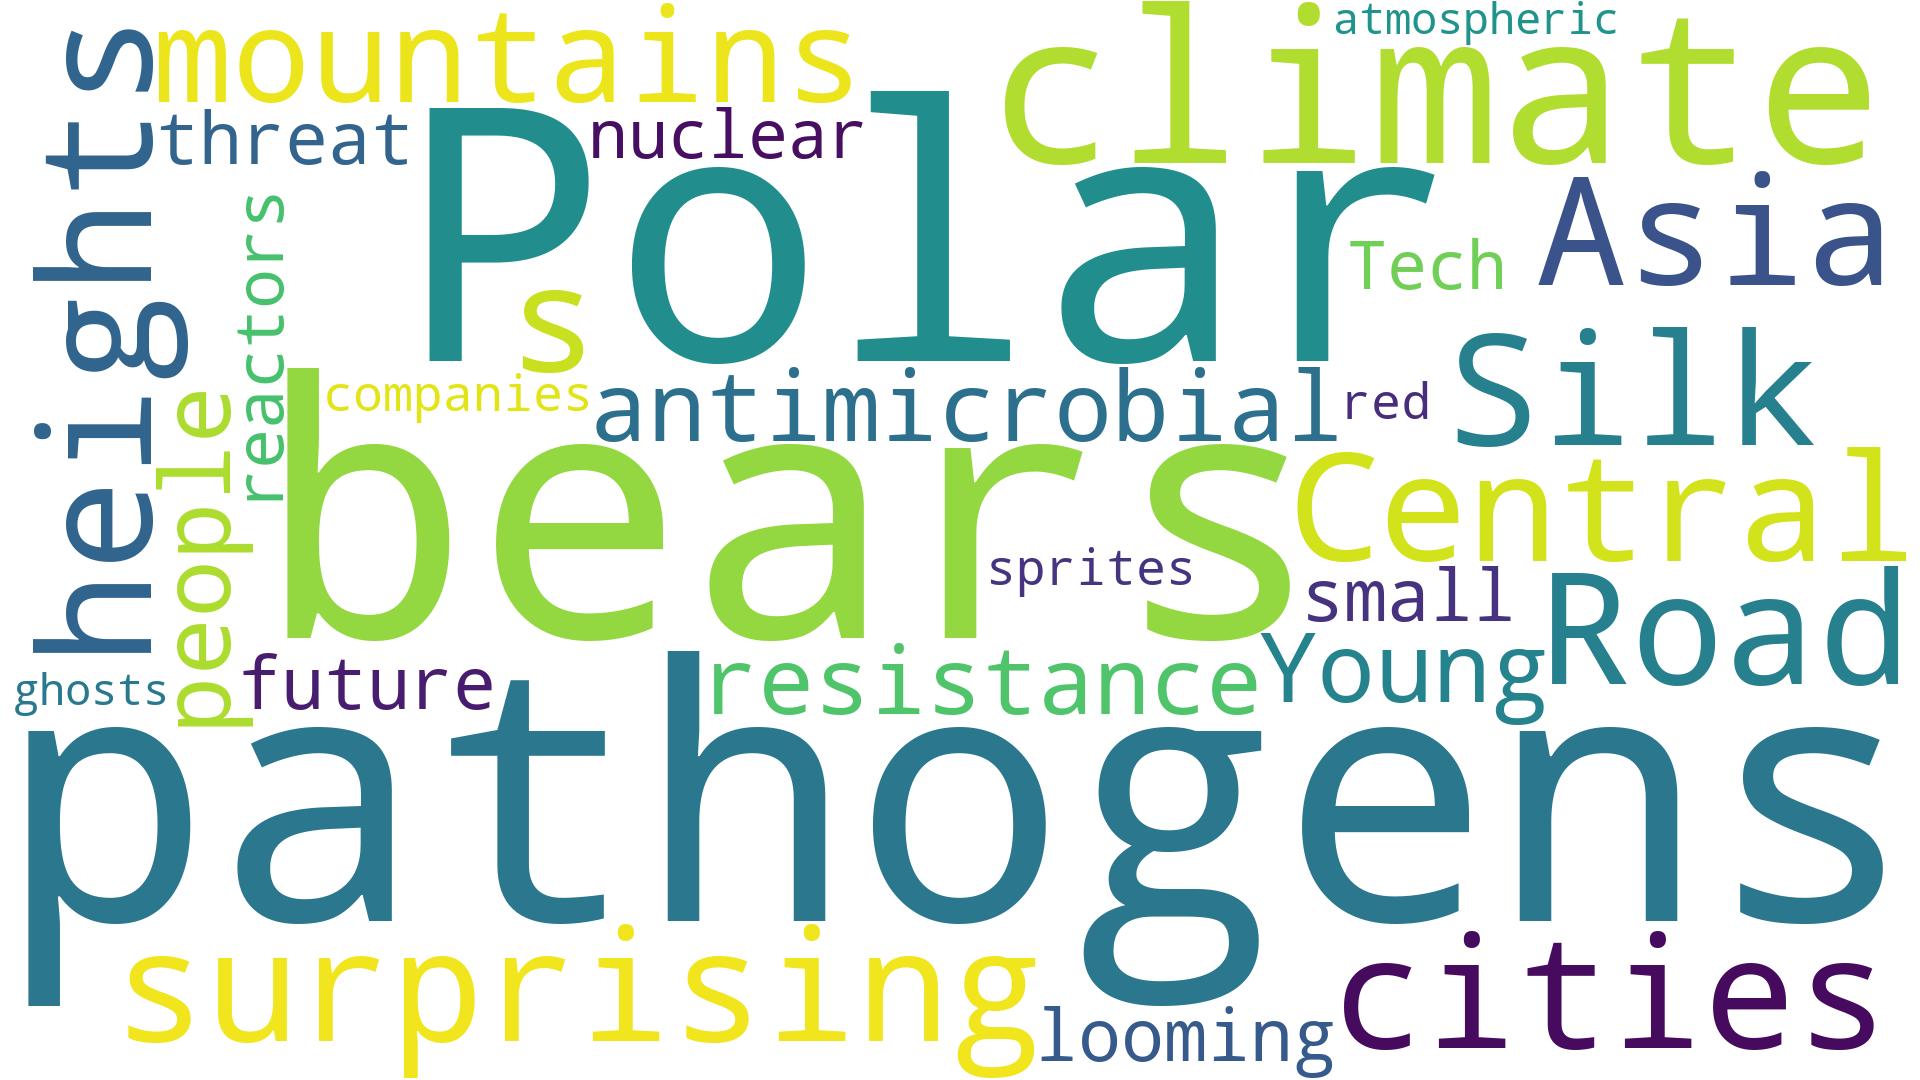 atmospheric
mountains
climate
heights
threat
nuclear
Polar
Asia
Tech
reactors
s
Silk
companies
antimicrobial
red
people
bears
Central
sprites
small
Road
Young
future
resistance
ghosts
pathogens
surprising
cities
looming